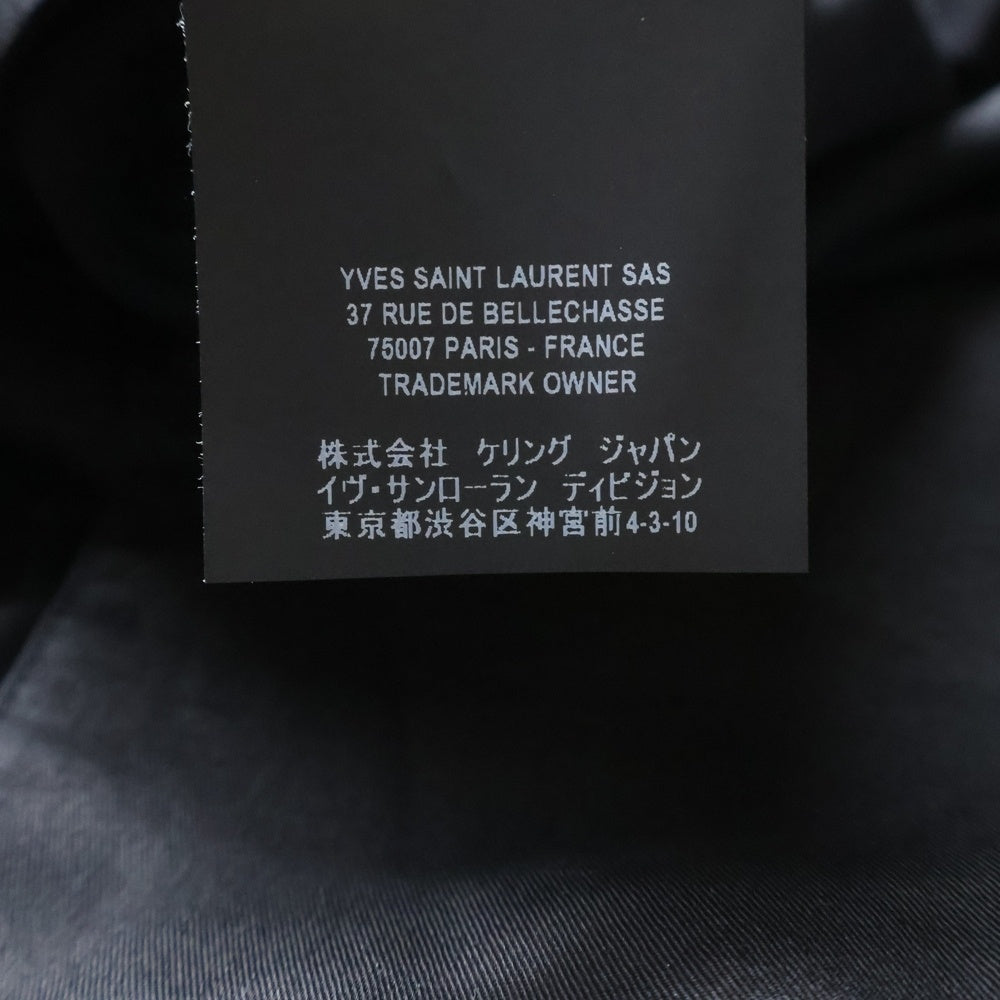 YVES SAINT LAURENT SAS
37 RUE DE BELLECHASSE
75007 PARIS - FRANCE
TRADEMARK OWNER
株式会社 ケリング ジャパン
イヴ・サンローラン ディビジョン
東京都渋谷区神宮前4-3-10